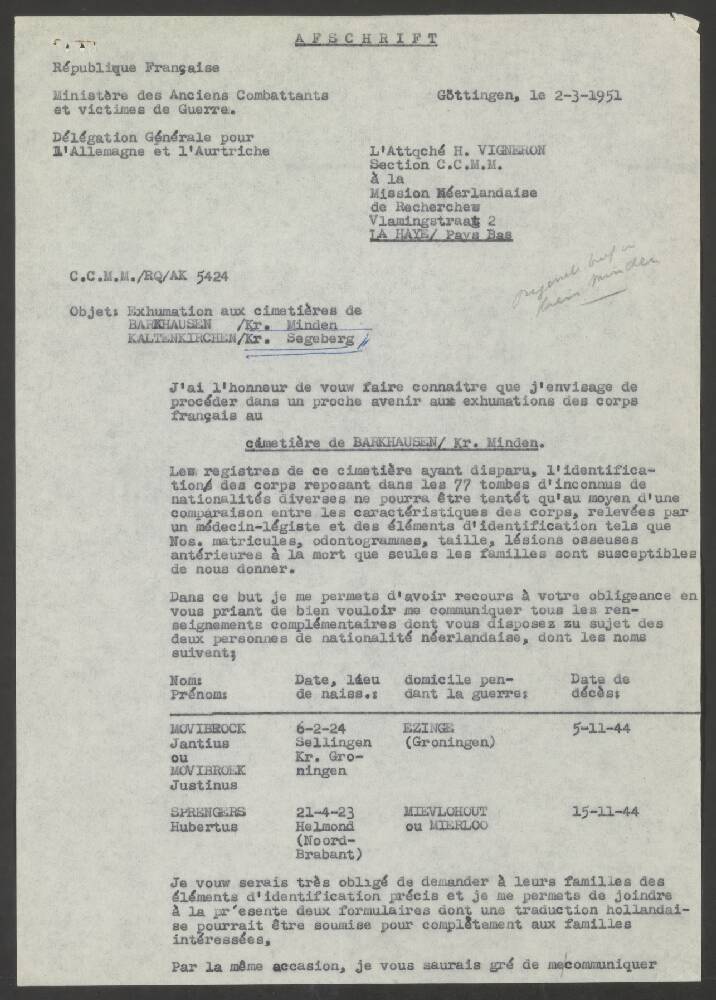 AFSCHRIFT
République Française
Ministère des Anciens Combattants
et victimes de Guerre.
Göttingen, le 2-3-1951
Délégation Générale pour
l'Allemagne et l'Aurtriche
L'Attqché H. VIGNERON
Section C.C.M.M.
à la
Mission Néerlandaise
de Recherchew
Vlamingstraat 2
LA HAYE/ Pays Bas
C.C.M.M./RQ/AK 5424
Objet: Exhumation aux cimetières de
BARKHAUSEN /Kr. Minden
KALTENKIRCHEN/Kr. Segeberg
J'ai l'honneur de vouw faire connaitre que j'envisage de
procéder dans un proche avenir aux exhumations des corps
français au
cimetière de BARKHAUSEN/ Kr. Minden.
Les registres de ce cimetière ayant disparu, l'identifica-
tion des corps reposant dans les 77 tombes d'inconnus de
nationalités diverses ne pourra être tentét qu'au moyen d'une
comparaison entre les caractéristiques des corps, relevées par
un médecin-légiste et des éléments d'identification tels que
Nos. matricules, odontogrammes, taille, lésions osseuses
antérieures à la mort que seules les familles sont susceptibles
de nous donner.
Dans ce but je me permets d'avoir recours à votre obligeance en
vous priant de bien vouloir me communiquer tous les ren-
seignements complémentaires dont vous disposez zu sujet des
deux personnes de nationalité néerlandaise, dont les noms
suivent;
Nom: Date, lieu domicile pen- Date de
Prénom: de naiss.: dant la guerre: décès:
MOVIBROCK 6-2-24 EZINGE 5-11-44
Jantius Sellingen (Groningen)
ou Kr. Gro-
MOVIBROEK ningen
Justinus
SPRENGERS 21-4-23 MIEVLOHOUT 15-11-44
Hubertus Helmond ou MIERLOO
(Noord-
Brabant)
Je vouw serais très obligé de demander à leurs familles des
éléments d'identification précis et je me permets de joindre
à la pr'esente deux formulaires dont une traduction hollandai-
se pourrait être soumise pour complêtement aux familles
intéressées,
Par la même accasion, je vous saurais gré de me communiquer